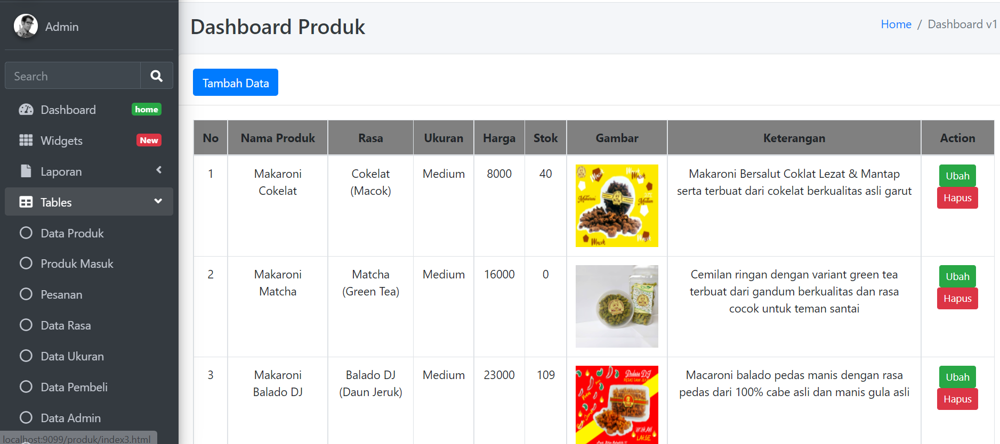 Admin
Search
Dashboard
home
Widgets
New
Laporan
Tables
Data Produk
Produk Masuk
Pesanan
Data Rasa
Data Ukuran
Data Pembeli
Data Admin
localhost:9099/produk/index3.html
Dashboard Produk
Home / Dashboard v1
Tambah Data
No Nama Produk Rasa Ukuran Harga Stok Gambar Keterangan Action
1
Makaroni
Cokelat
Cokelat
(Macok)
Medium
8000
40
Macok
Macok
Makaroni
Medium
Macok
Macok
Makaroni Bersalut Coklat Lezat & Mantap
serta terbuat dari cokelat berkualitas asli garut
Ubah
Hapus
2
Makaroni
Matcha
Matcha
(Green Tea)
Medium
16000
0
Cemilan ringan dengan variant green tea
terbuat dari gandum berkualitas dan rasa
cocok untuk teman santai
Ubah
Hapus
3
Makaroni
Balado DJ
Balado DJ
(Daun Jeruk)
Medium
23000
109
PEDAS DAUN JERUK
UKURAN
LARGE
Macaroni balado pedas manis dengan rasa
pedas dari 100% cabe asli dan manis gula asli
Ubah
Hapus